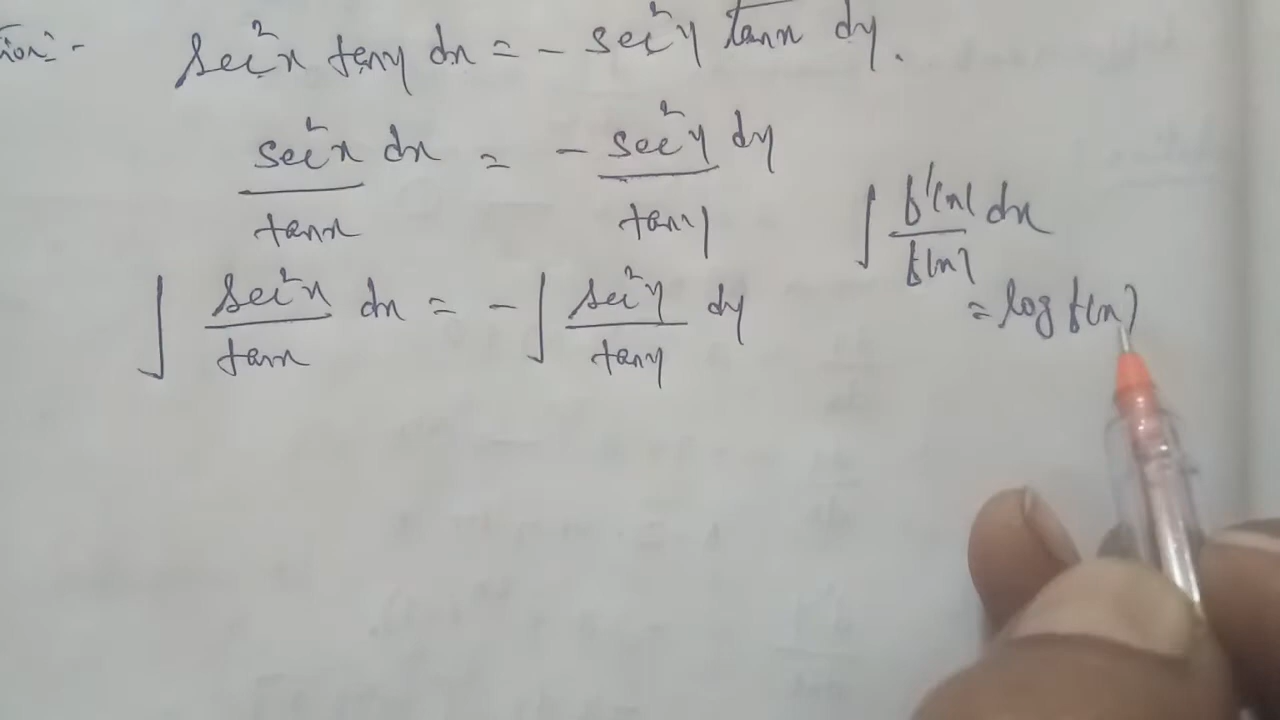 ion:- sec²x tany dx = - sec²y tanx dy.
sec²x/tanx dx = - sec²y/tany dy
∫ f'(x)/f(x) dx
∫ sec²x/tanx dx = - ∫ sec²y/tany dy
= log f(x)